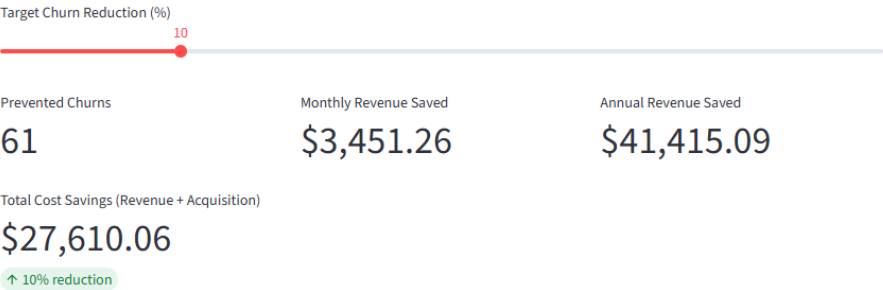 Target Churn Reduction (%)
10
Prevented Churns
Monthly Revenue Saved
Annual Revenue Saved
61
$3,451.26
$41,415.09
Total Cost Savings (Revenue + Acquisition)
$27,610.06
↑ 10% reduction